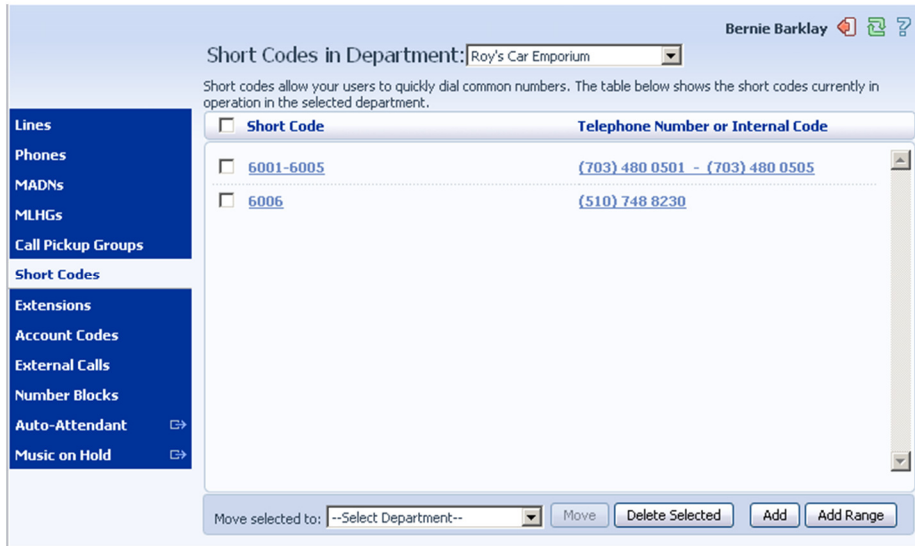 Bernie Barklay
Short Codes in Department: Roy's Car Emporium
Short codes allow your users to quickly dial common numbers. The table below shows the short codes currently in
operation in the selected department.
Lines
Phones
MADNs
MLHGs
Call Pickup Groups
Short Codes
Extensions
Account Codes
External Calls
Number Blocks
Auto-Attendant
Music on Hold
Short Code Telephone Number or Internal Code
6001-6005 (703) 480 0501 - (703) 480 0505
6006 (510) 748 8230
Move selected to: --Select Department-- Move Delete Selected Add Add Range